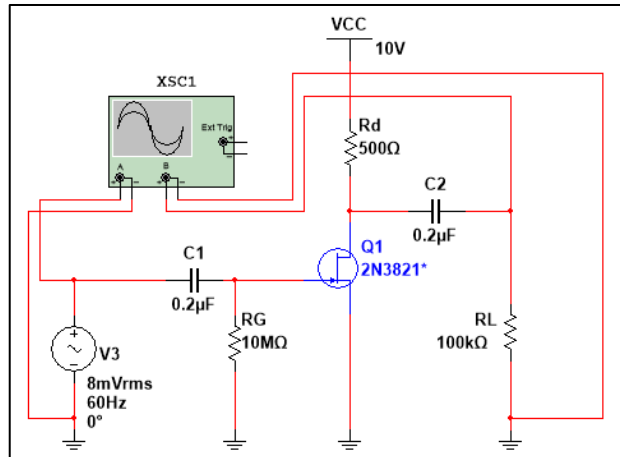 VCC
10V
XSC1
Ext Trig
+
−
A
B
+ −
+ −
Rd
500Ω
C2
0.2µF
C1
0.2µF
Q1
2N3821*
RG
10MΩ
RL
100kΩ
+
−
V3
8mVrms
60Hz
0°